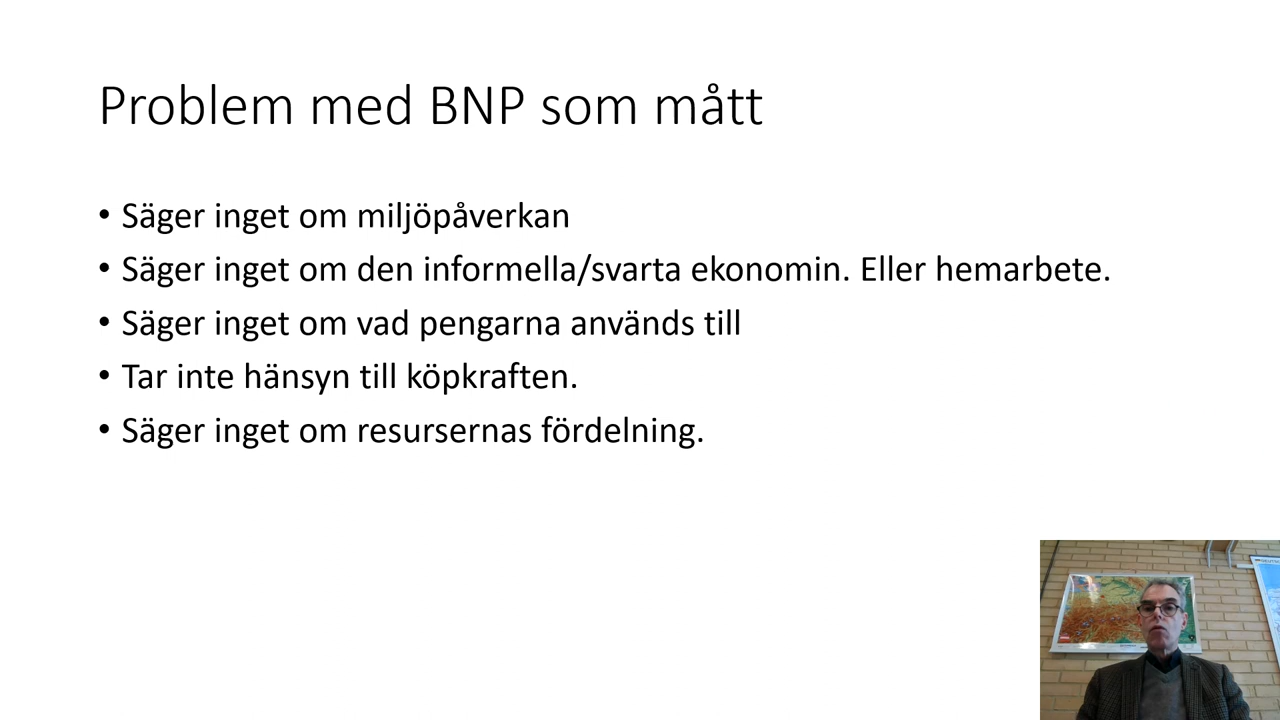 Problem med BNP som mått
• Säger inget om miljöpåverkan
• Säger inget om den informella/svarta ekonomin. Eller hemarbete.
• Säger inget om vad pengarna används till
• Tar inte hänsyn till köpkraften.
• Säger inget om resursernas fördelning.